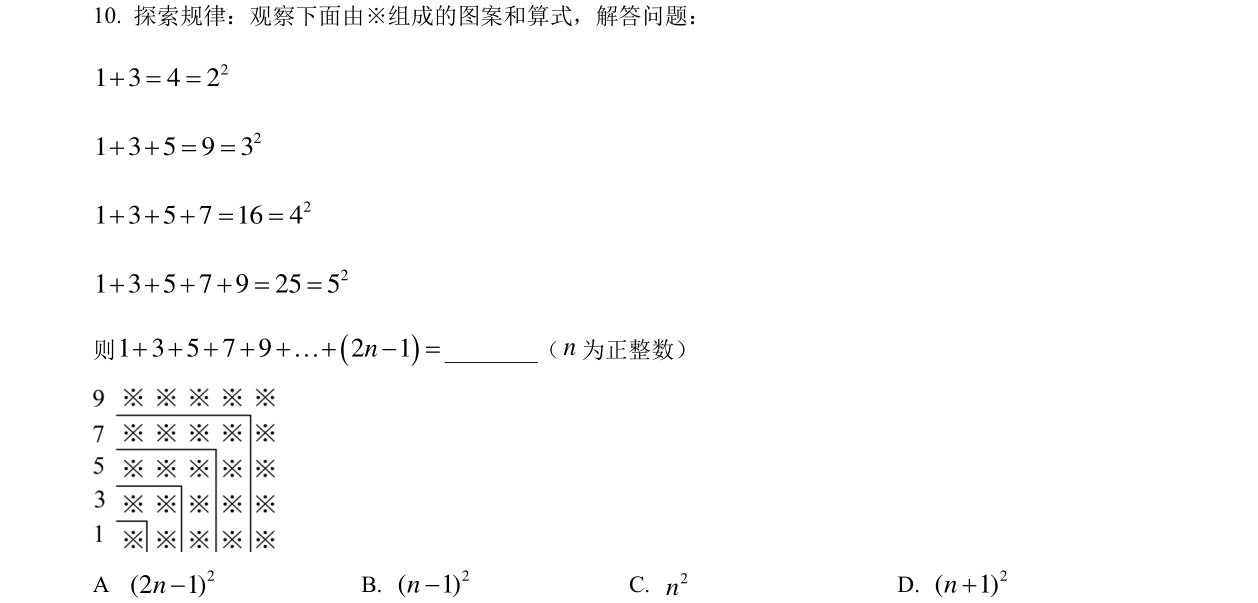 10. 探索规律：观察下面由※组成的图案和算式，解答问题：
1+3=4=2²
1+3+5=9=3²
1+3+5+7=16=4²
1+3+5+7+9=25=5²
则1+3+5+7+9+…+(2n−1)=________（n 为正整数）
9 ※ ※ ※ ※ ※
7 ※ ※ ※ ※ ※
5 ※ ※ ※ ※ ※
3 ※ ※ ※ ※ ※
1 ※ ※ ※ ※ ※
A (2n−1)² B. (n−1)² C. n² D. (n+1)²